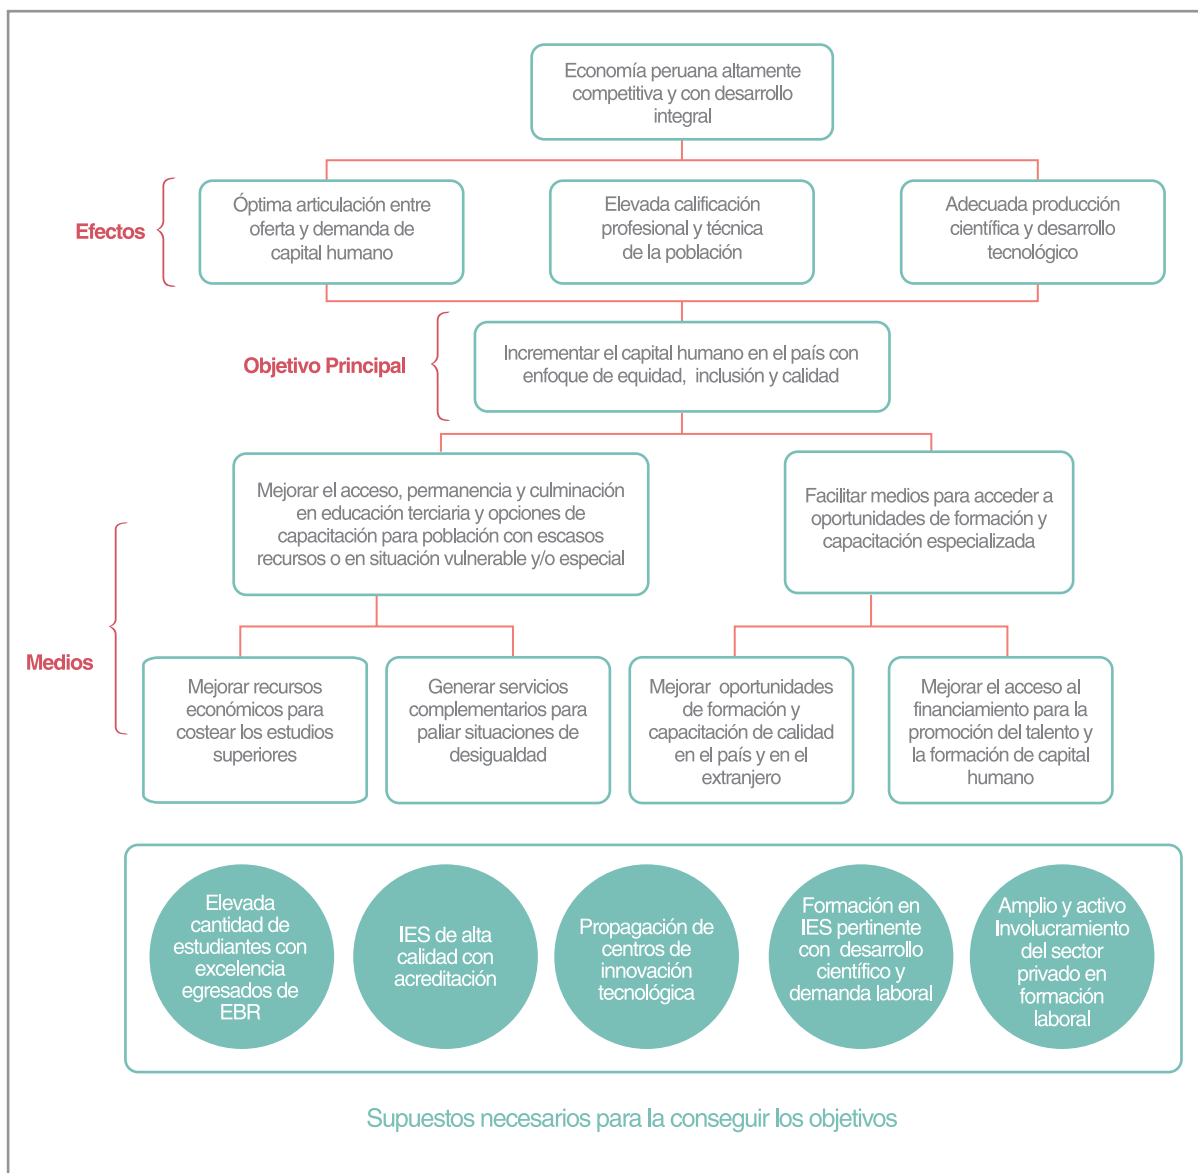 Economía peruana altamente
competitiva y con desarrollo
integral
Efectos
Óptima articulación entre
oferta y demanda de
capital humano
Elevada calificación
profesional y técnica
de la población
Adecuada producción
científica y desarrollo
tecnológico
Objetivo Principal
Incrementar el capital humano en el país con
enfoque de equidad, inclusión y calidad
Medios
Mejorar el acceso, permanencia y culminación
en educación terciaria y opciones de
capacitación para población con escasos
recursos o en situación vulnerable y/o especial
Facilitar medios para acceder a
oportunidades de formación y
capacitación especializada
Mejorar recursos
económicos para
costear los estudios
superiores
Generar servicios
complementarios para
paliar situaciones de
desigualdad
Mejorar oportunidades
de formación y
capacitación de calidad
en el país y en el
extranjero
Mejorar el acceso al
financiamiento para la
promoción del talento y
la formación de capital
humano
Elevada
cantidad de
estudiantes con
excelencia
egresados de
EBR
IES de alta
calidad con
acreditación
Propagación de
centros de
innovación
tecnológica
Formación en
IES pertinente
con desarrollo
científico y
demanda laboral
Amplio y activo
Involucramiento
del sector
privado en
formación
laboral
Supuestos necesarios para la conseguir los objetivos